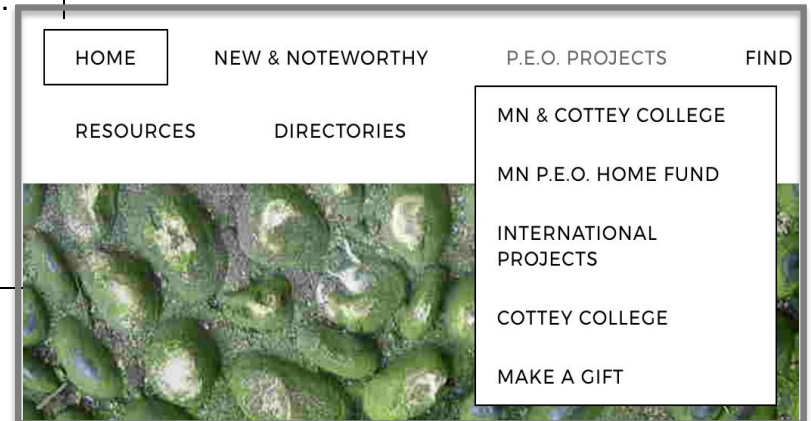 HOME NEW & NOTEWORTHY P.E.O. PROJECTS FIND
RESOURCES DIRECTORIES
MN & COTTEY COLLEGE
MN P.E.O. HOME FUND
INTERNATIONAL
PROJECTS
COTTEY COLLEGE
MAKE A GIFT